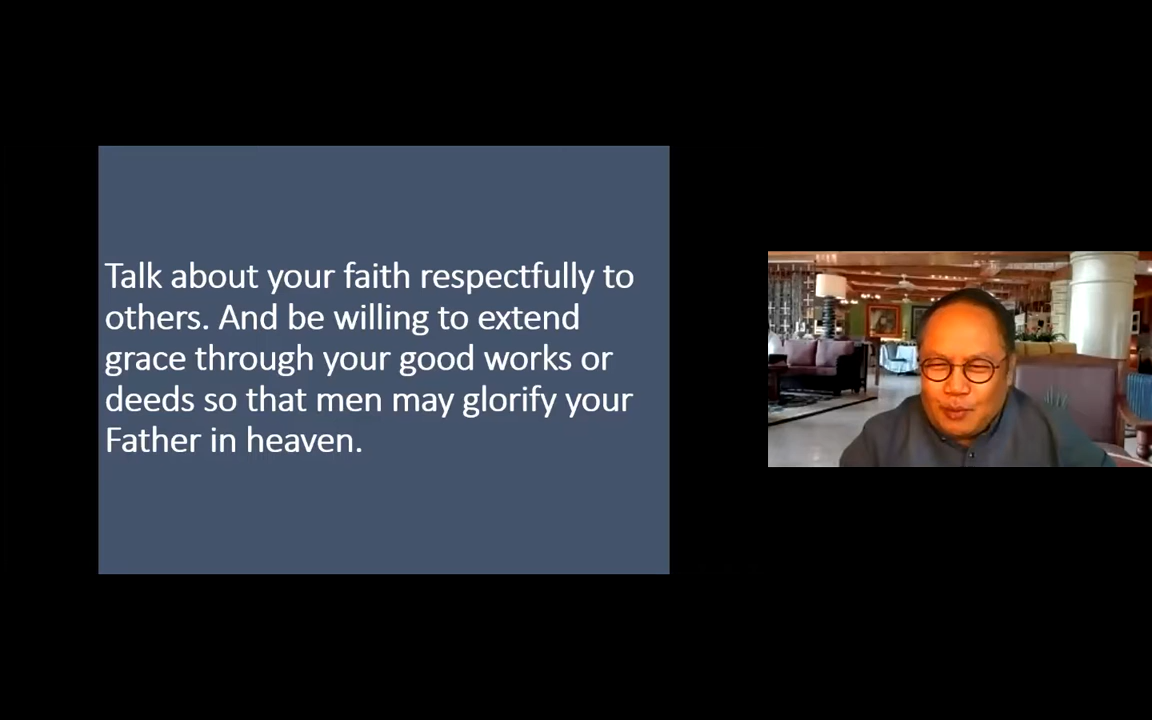 Talk about your faith respectfully to
others. And be willing to extend
grace through your good works or
deeds so that men may glorify your
Father in heaven.